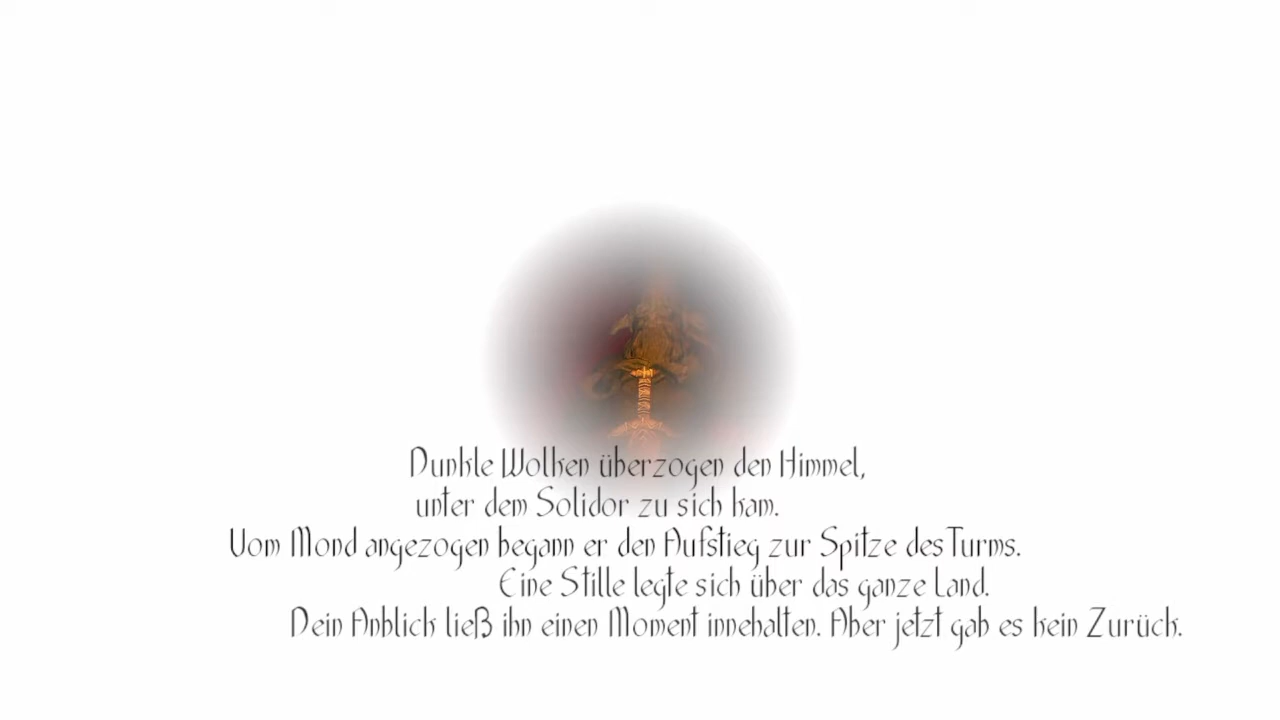 Dunkle Wolken überzogen den Himmel,
unter dem Solidor zu sich kam.
Vom Mond angezogen begann er den Aufstieg zur Spitze des Turms.
Eine Stille legte sich über das ganze Land.
Dein Anblick ließ ihn einen Moment innehalten. Aber jetzt gab es kein Zurück.